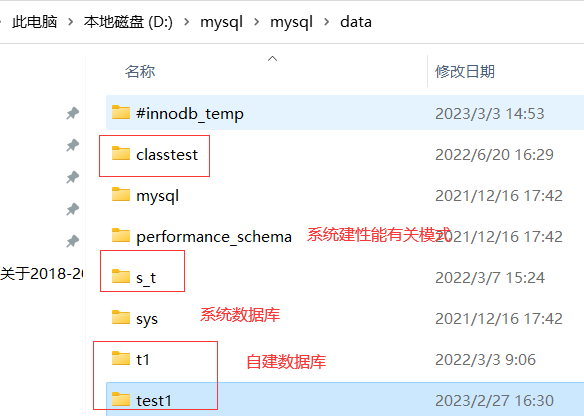 此电脑 > 本地磁盘 (D:) > mysql > mysql > data
名称 修改日期
#innodb_temp 2023/3/3 14:53
classtest 2022/6/20 16:29
mysql 2021/12/16 17:42
performance_schema 系统建性能有关模式 2021/12/16 17:42
关于2018-20
s_t 2022/3/7 15:24
sys 系统数据库 2021/12/16 17:42
t1 自建数据库 2022/3/3 9:06
test1 2023/2/27 16:30